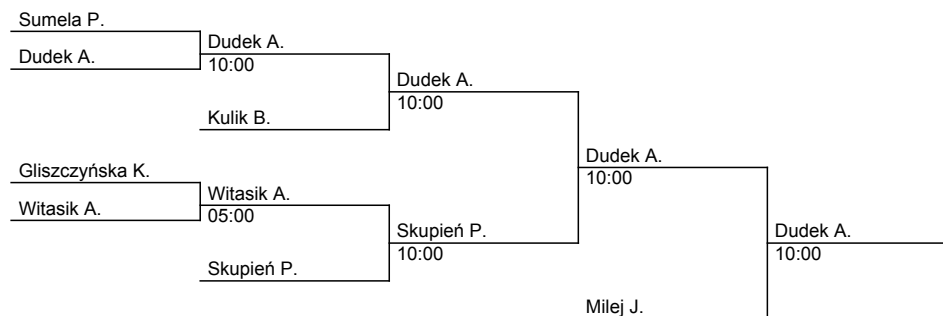 Sumela P.
Dudek A.
Dudek A.
10:00
Dudek A.
10:00
Kulik B.
Dudek A.
10:00
Gliszczyńska K.
Witasik A.
Witasik A.
05:00
Skupień P.
10:00
Dudek A.
10:00
Skupień P.
Milej J.